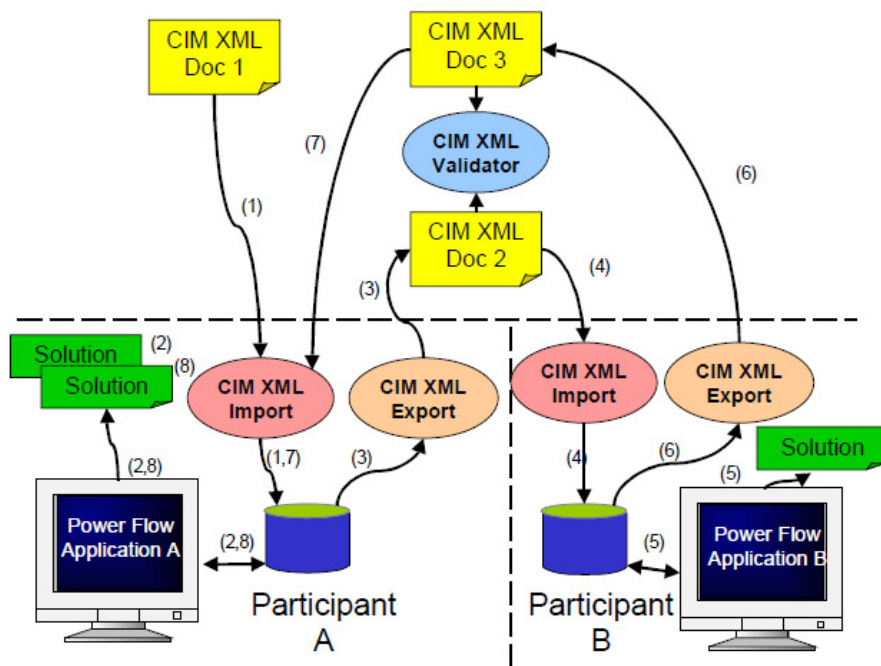 CIM XML
Doc 1
CIM XML
Doc 3
(7)
CIM XML
Validator
(6)
(1)
CIM XML
Doc 2
(4)
(3)
Solution
(2)
Solution
(8)
CIM XML
Import
CIM XML
Export
CIM XML
Import
CIM XML
Export
(1,7)
(3)
(4)
(6)
Solution
(2,8)
(5)
Power Flow
Application A
(2,8)
Power Flow
Application B
(5)
Participant
A
Participant
B